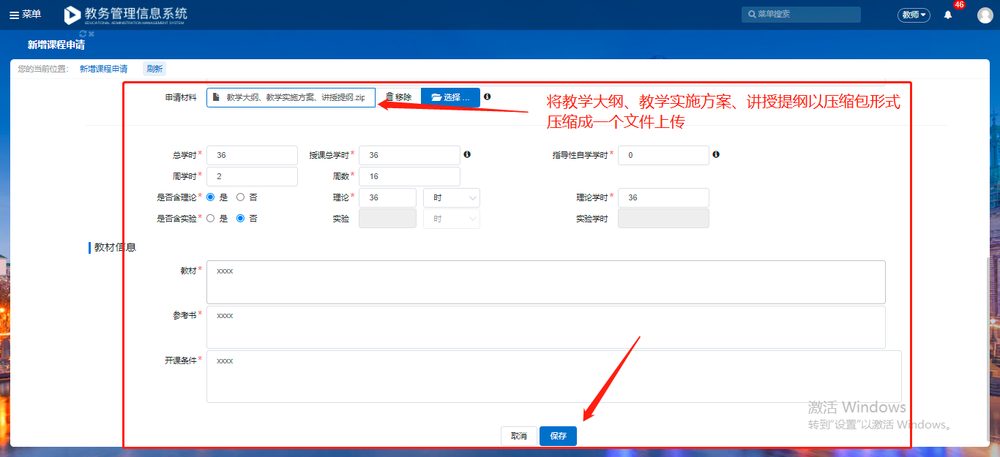 菜单
教务管理信息系统
EDUCATIONAL ADMINISTRATION MANAGEMENT SYSTEM
菜单搜索
教师
46
新增课程申请
您的当前位置: 新增课程申请 刷新
申请材料 教学大纲、教学实施方案、讲授提纲.zip 移除 选择 ...
将教学大纲、教学实施方案、讲授提纲以压缩包形式
压缩成一个文件上传
总学时* 36 授课总学时* 36 指导性自学学时* 0
周学时* 2 周数* 16
是否含理论* 是 否 理论* 36 时 理论学时* 36
是否含实验* 是 否 实验 时 实验学时
教材信息
教材* xxxx
参考书* xxxx
开课条件* xxxx
激活 Windows
转到"设置"以激活 Windows。
取消 保存